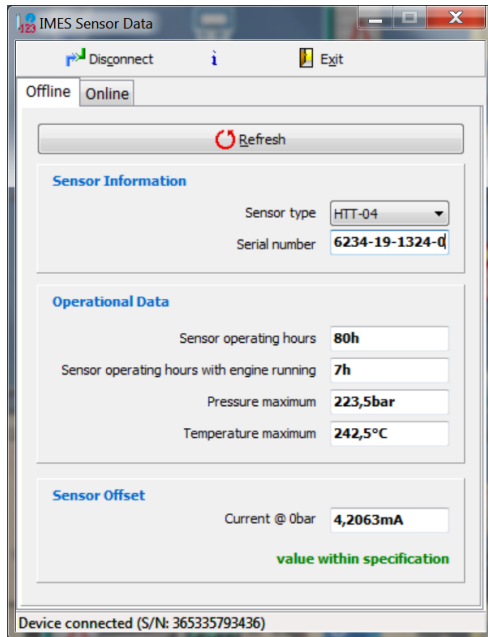 123 IMES Sensor Data
Disconnect i Exit
Offline Online
Refresh
Sensor Information
Sensor type HTT-04
Serial number 6234-19-1324-0
Operational Data
Sensor operating hours 80h
Sensor operating hours with engine running 7h
Pressure maximum 223,5bar
Temperature maximum 242,5°C
Sensor Offset
Current @ 0bar 4,2063mA
value within specification
Device connected (S/N: 365335793436)